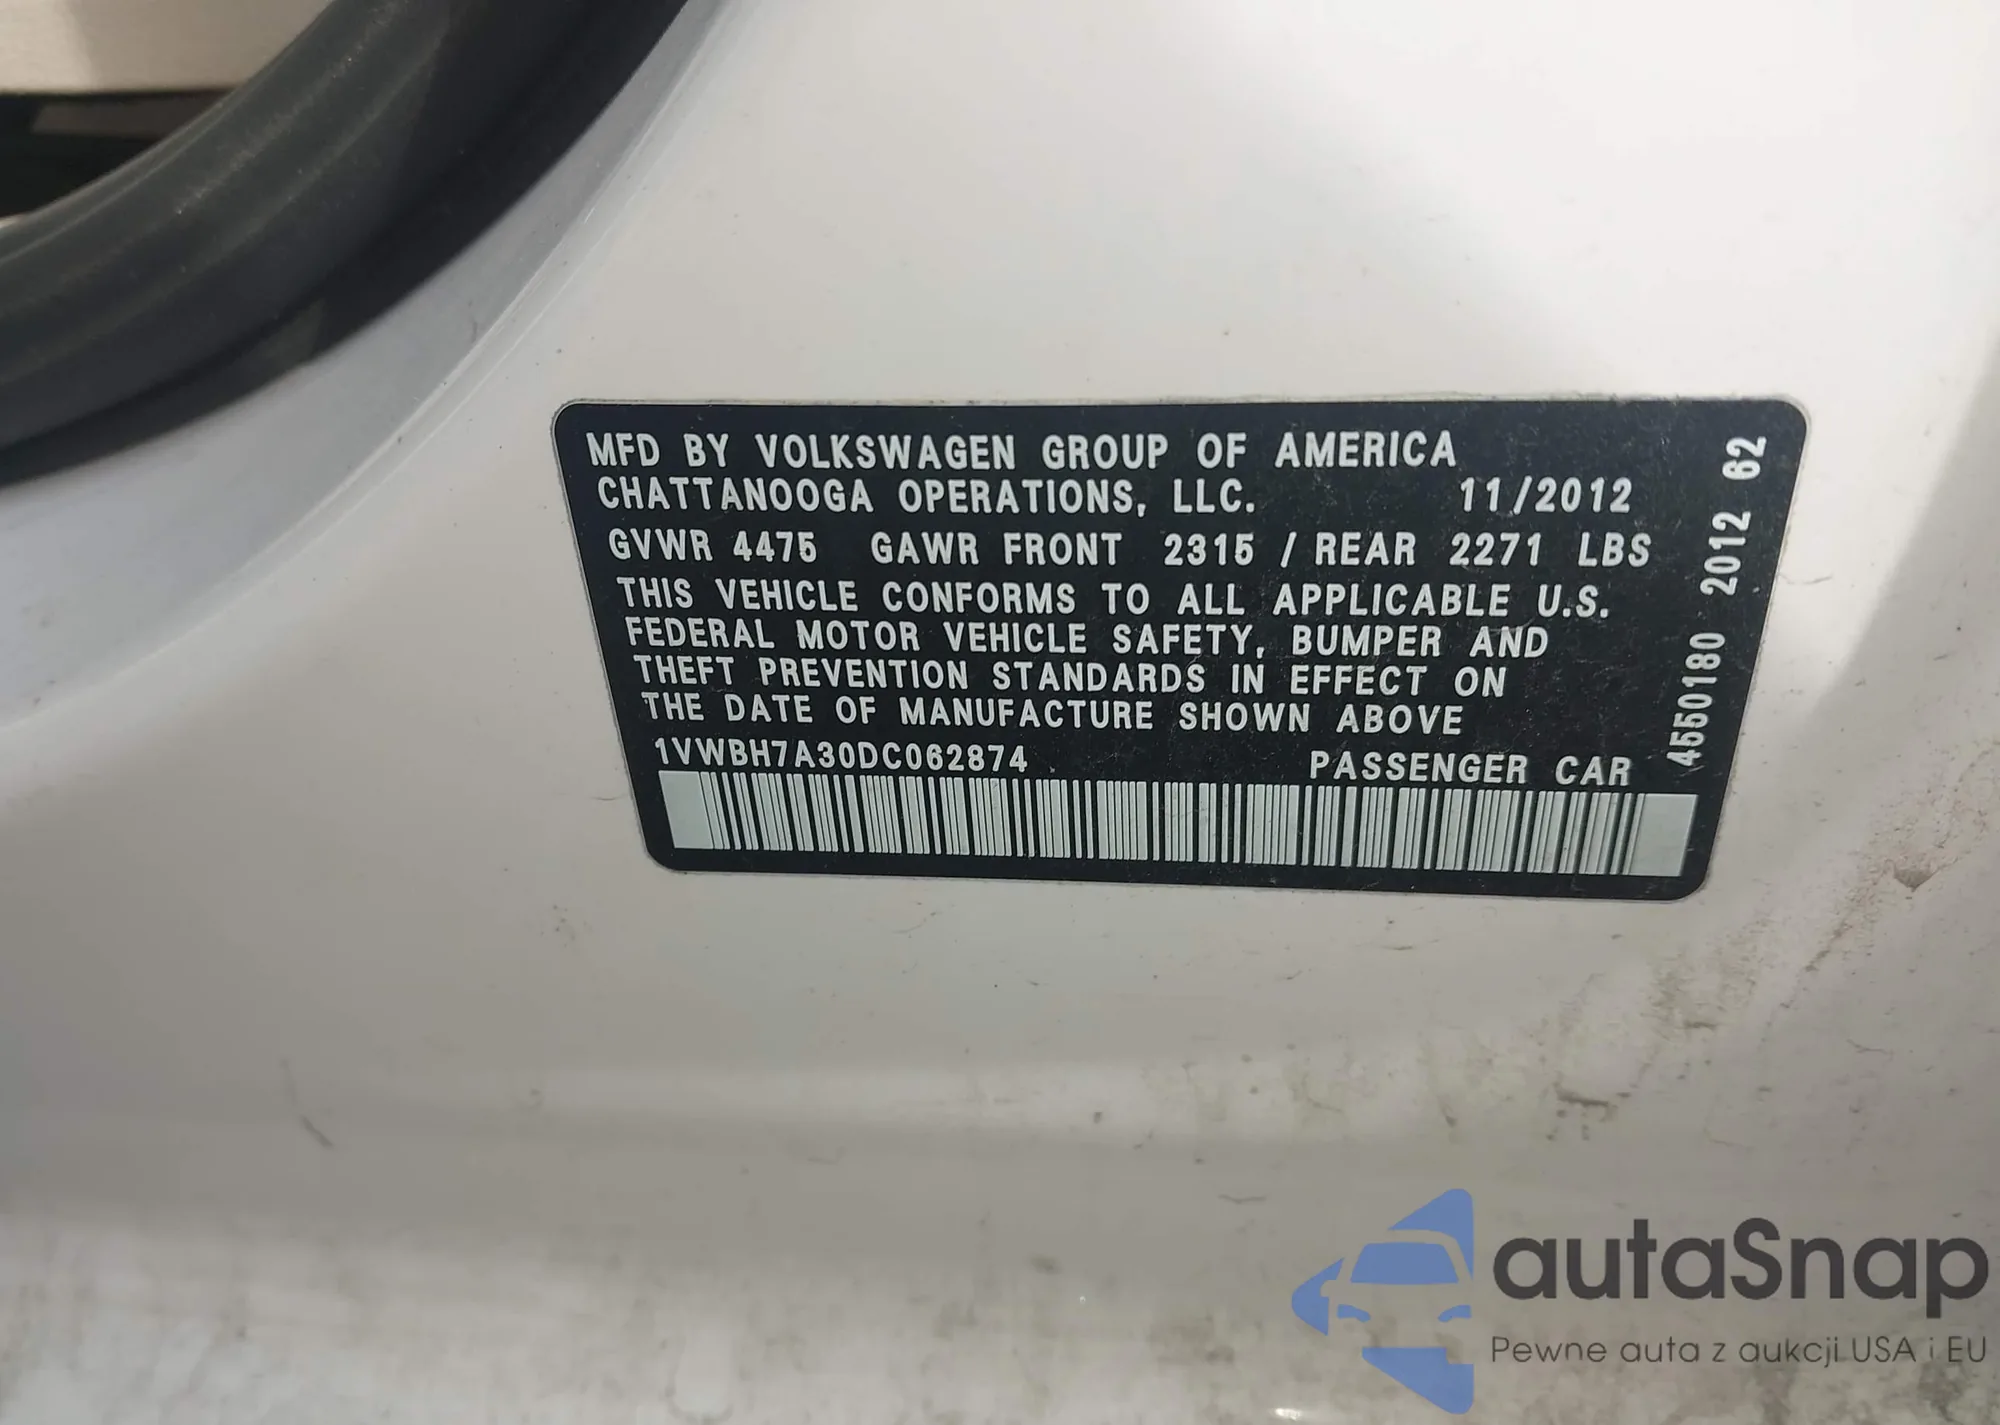 MFD BY VOLKSWAGEN GROUP OF AMERICA
CHATTANOOGA OPERATIONS, LLC. 11/2012
GVWR 4475 GAWR FRONT 2315 / REAR 2271 LBS
THIS VEHICLE CONFORMS TO ALL APPLICABLE U.S.
FEDERAL MOTOR VEHICLE SAFETY, BUMPER AND
THEFT PREVENTION STANDARDS IN EFFECT ON
THE DATE OF MANUFACTURE SHOWN ABOVE
1VWBH7A30DC062874 PASSENGER CAR
4550180 2012 62
autaSnap
Pewne auta z aukcji USA i EU